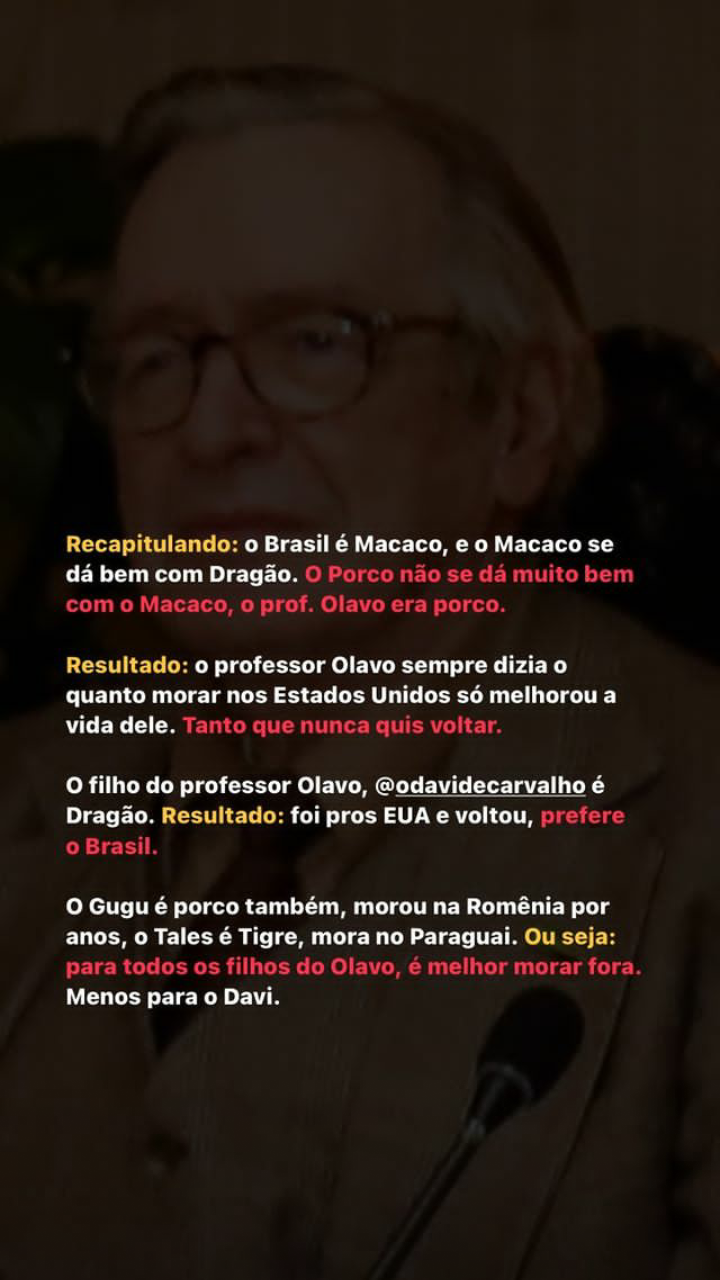 Recapitulando: o Brasil é Macaco, e o Macaco se
dá bem com Dragão. O Porco não se dá muito bem
com o Macaco, o prof. Olavo era porco.
Resultado: o professor Olavo sempre dizia o
quanto morar nos Estados Unidos só melhorou a
vida dele. Tanto que nunca quis voltar.
O filho do professor Olavo, @odavidecarvalho é
Dragão. Resultado: foi pros EUA e voltou, prefere
o Brasil.
O Gugu é porco também, morou na Romênia por
anos, o Tales é Tigre, mora no Paraguai. Ou seja:
para todos os filhos do Olavo, é melhor morar fora.
Menos para o Davi.